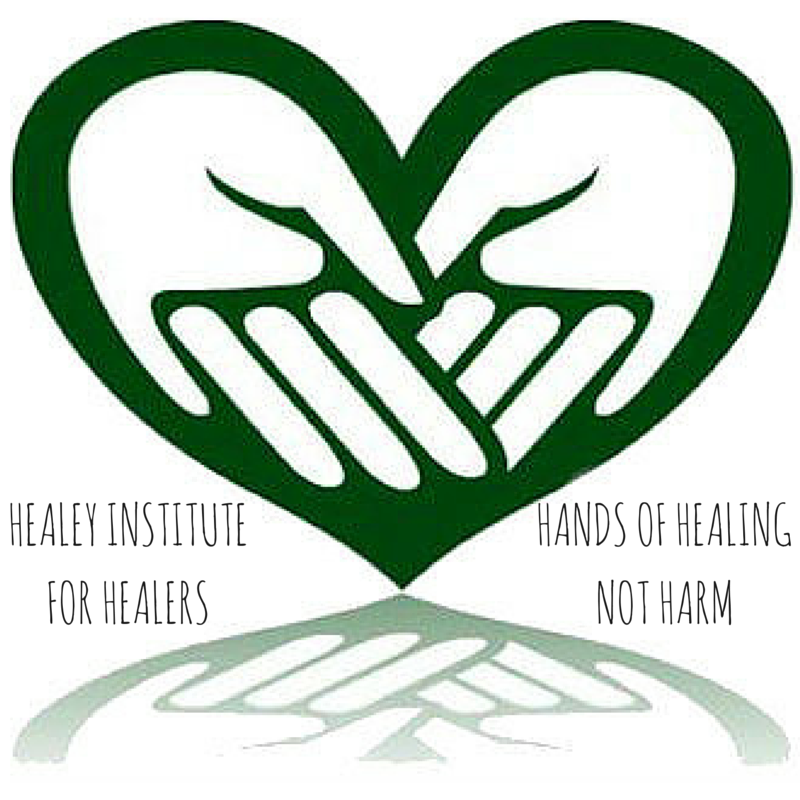 HEALEY INSTITUTE
FOR HEALERS
HANDS OF HEALING
NOT HARM